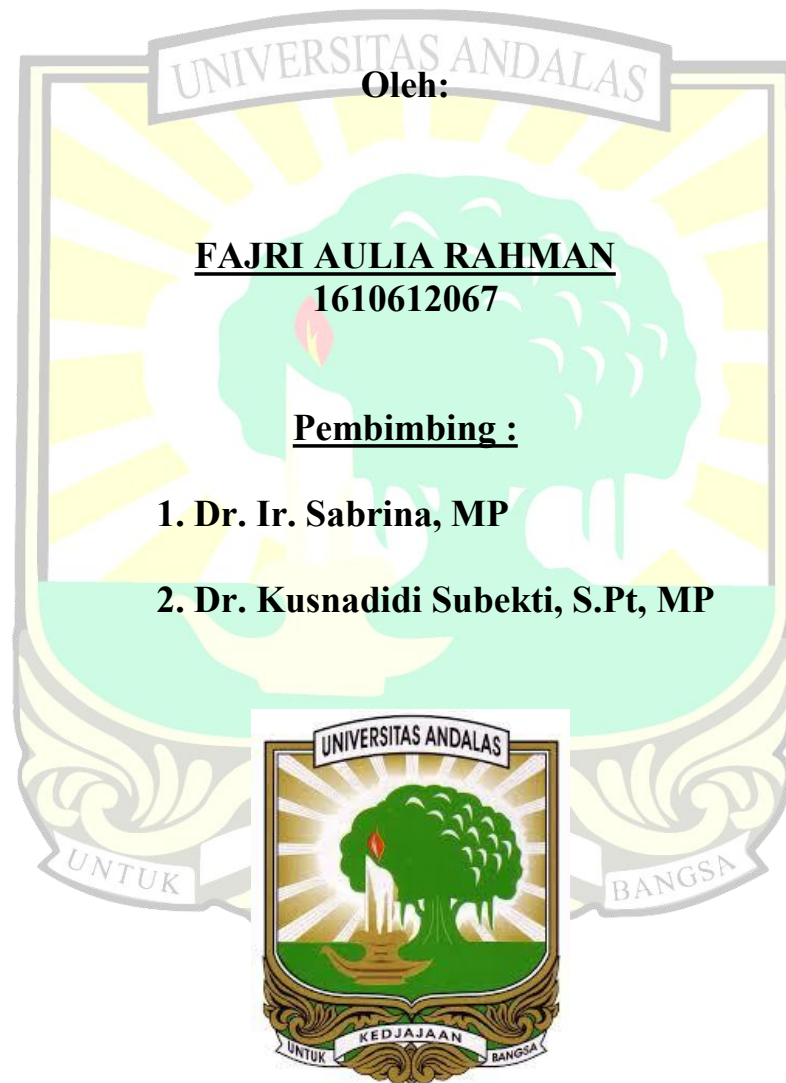 UNIVERSITAS ANDALAS
Oleh:
FAJRI AULIA RAHMAN
1610612067
Pembimbing :
1. Dr. Ir. Sabrina, MP
2. Dr. Kusnadidi Subekti, S.Pt, MP
UNIVERSITAS ANDALAS
UNTUK BANGSA
KEDJAJAAN
UNTUK BANGSA